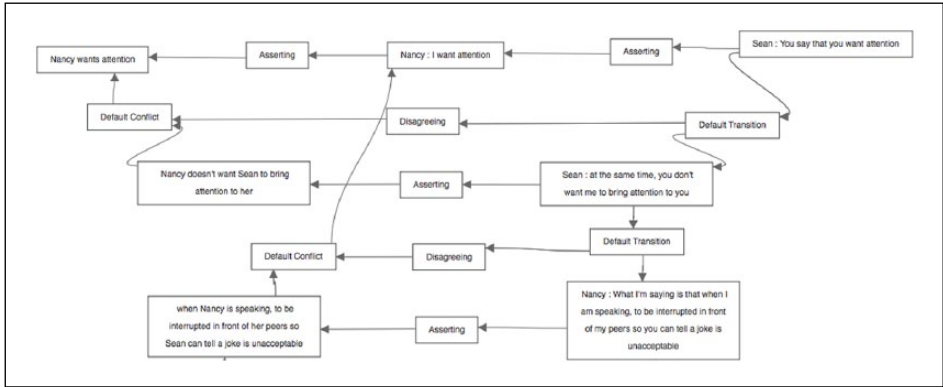 Sean : You say that you want attention
Nancy wants attention
Asserting
Nancy : I want attention
Asserting
Default Conflict
Disagreeing
Default Transition
Nancy doesn't want Sean to bring
attention to her
Asserting
Sean : at the same time, you don't
want me to bring attention to you
Default Conflict
Disagreeing
Default Transition
when Nancy is speaking, to be
interrupted in front of her peers so
Sean can tell a joke is unacceptable
Asserting
Nancy : What I'm saying is that when I
am speaking, to be interrupted in front
of my peers so you can tell a joke is
unacceptable